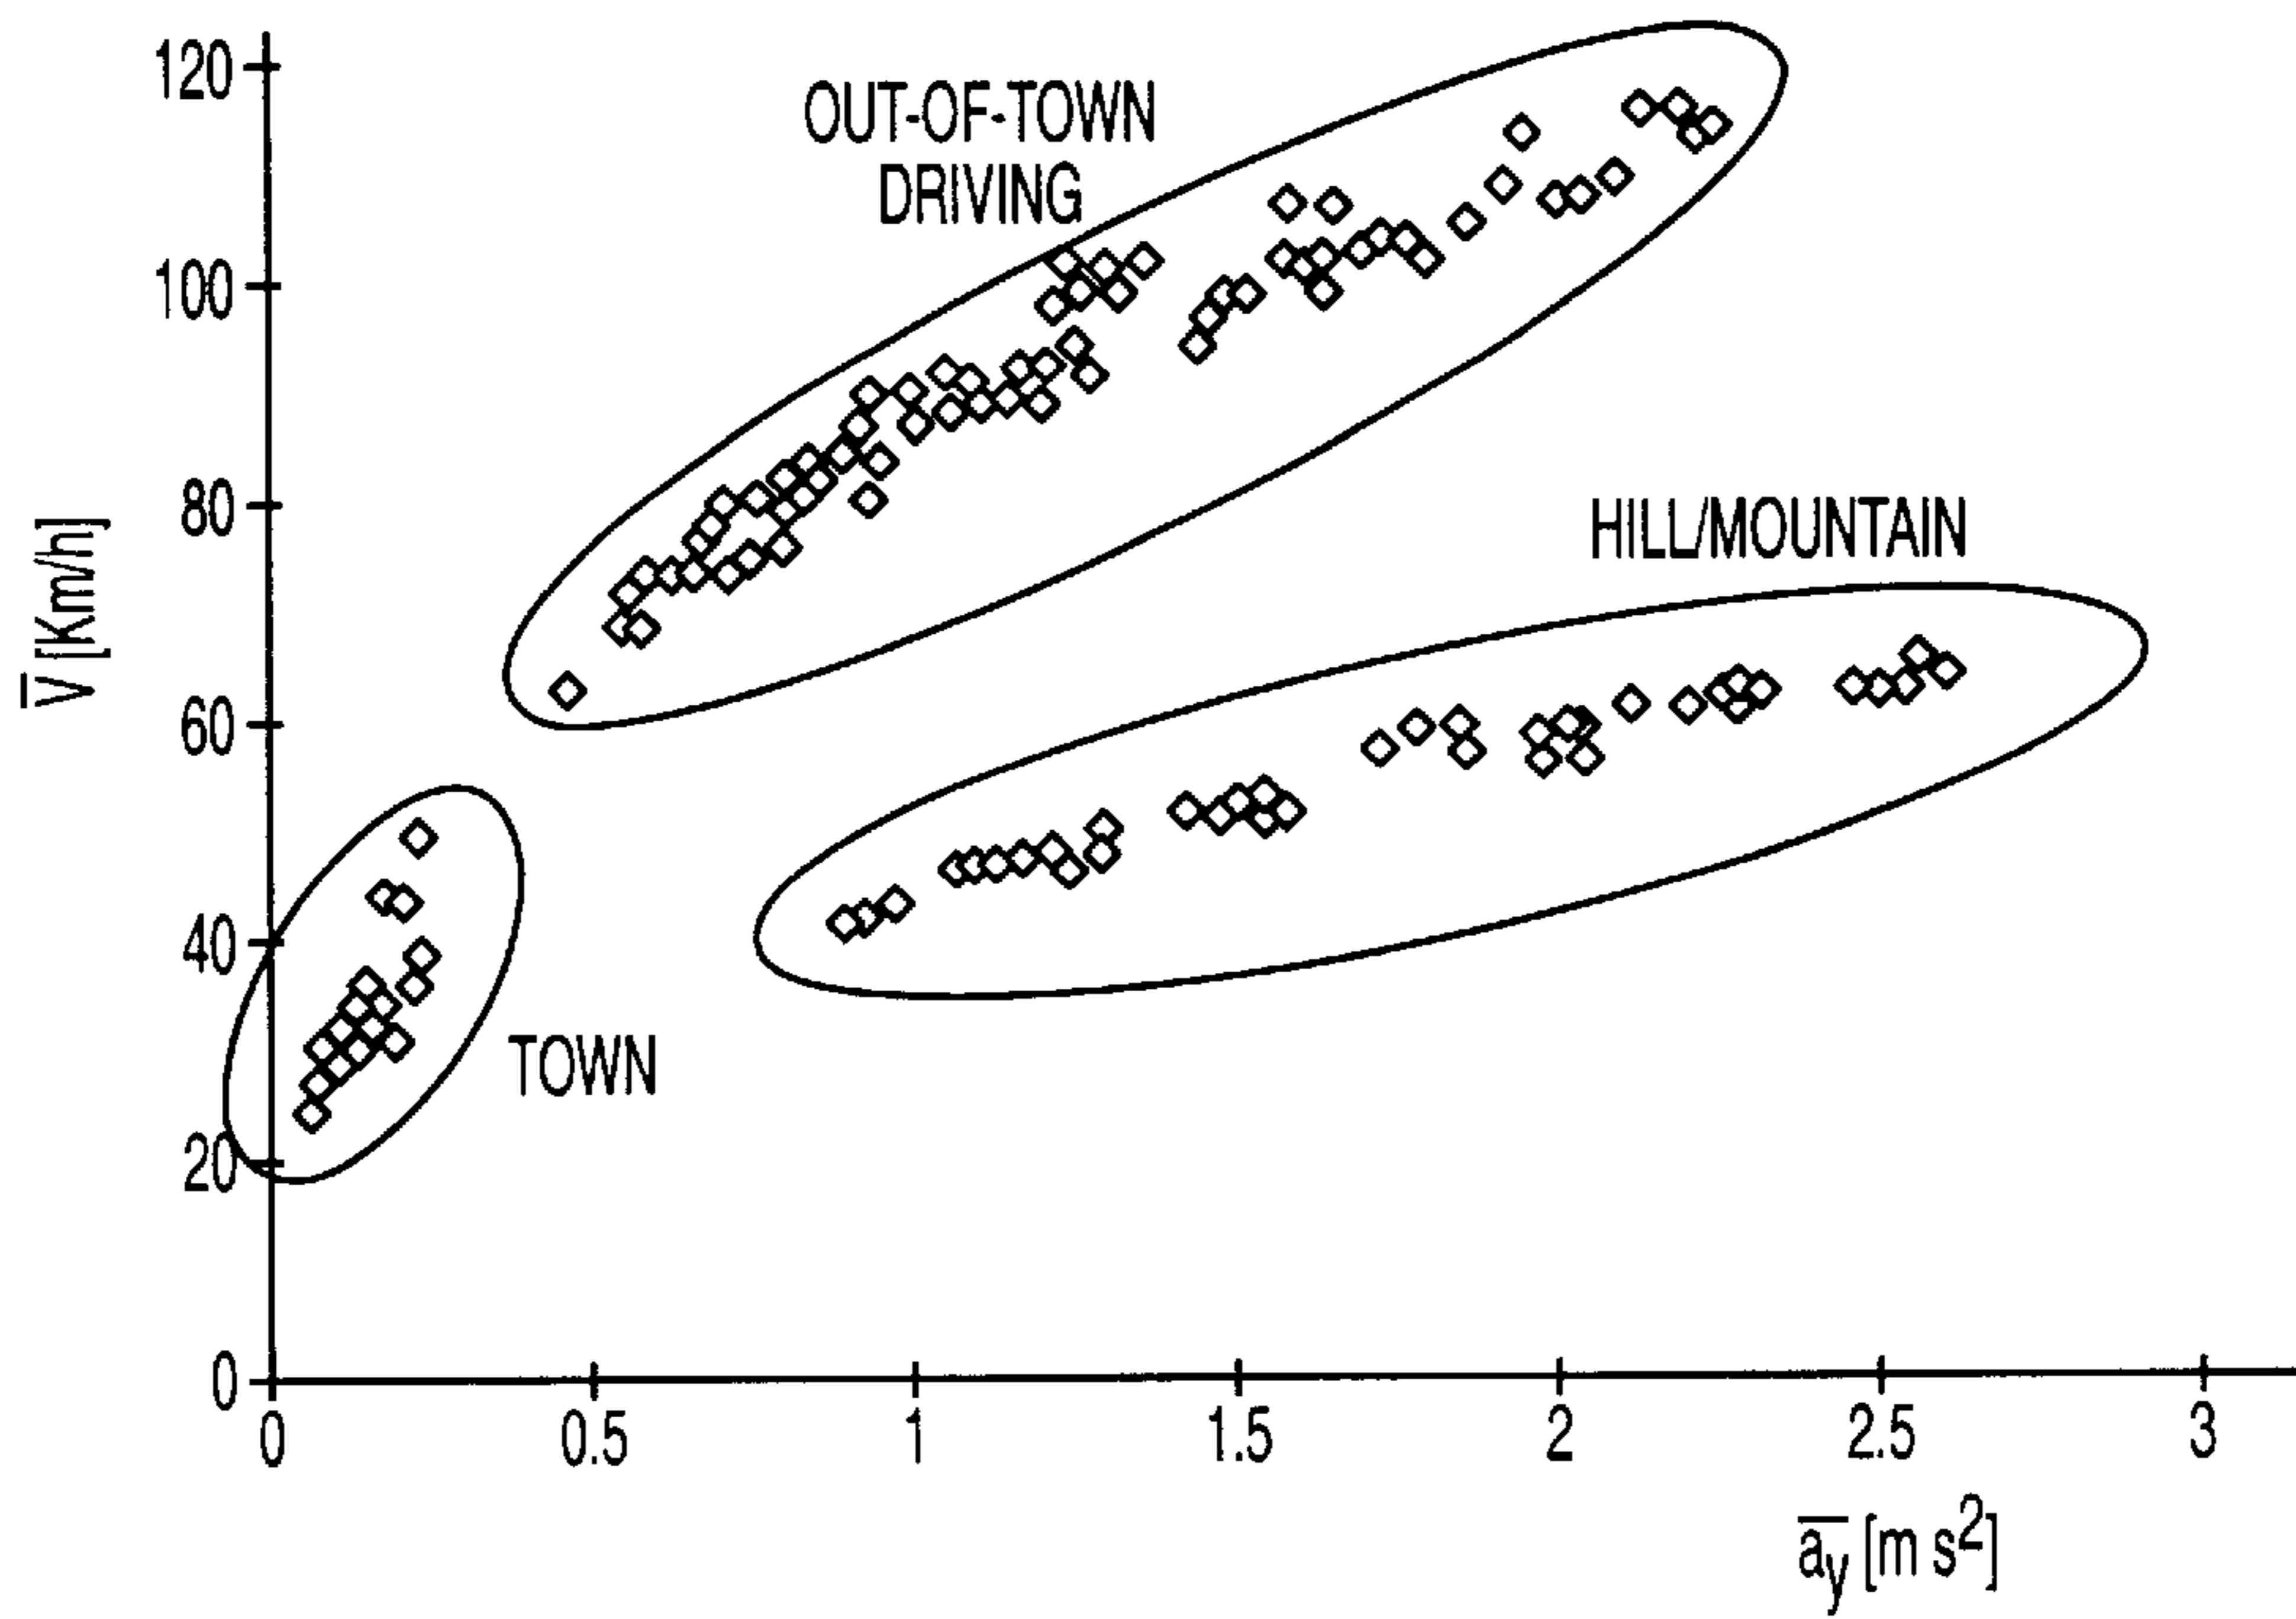 120
OUT-OF-TOWN
DRIVING
100
80
HILL/MOUNTAIN
V̅ [Km/h]
60
40
TOWN
20
0
0 0.5 1 1.5 2 2.5 3
a̅y̅ [m s²]